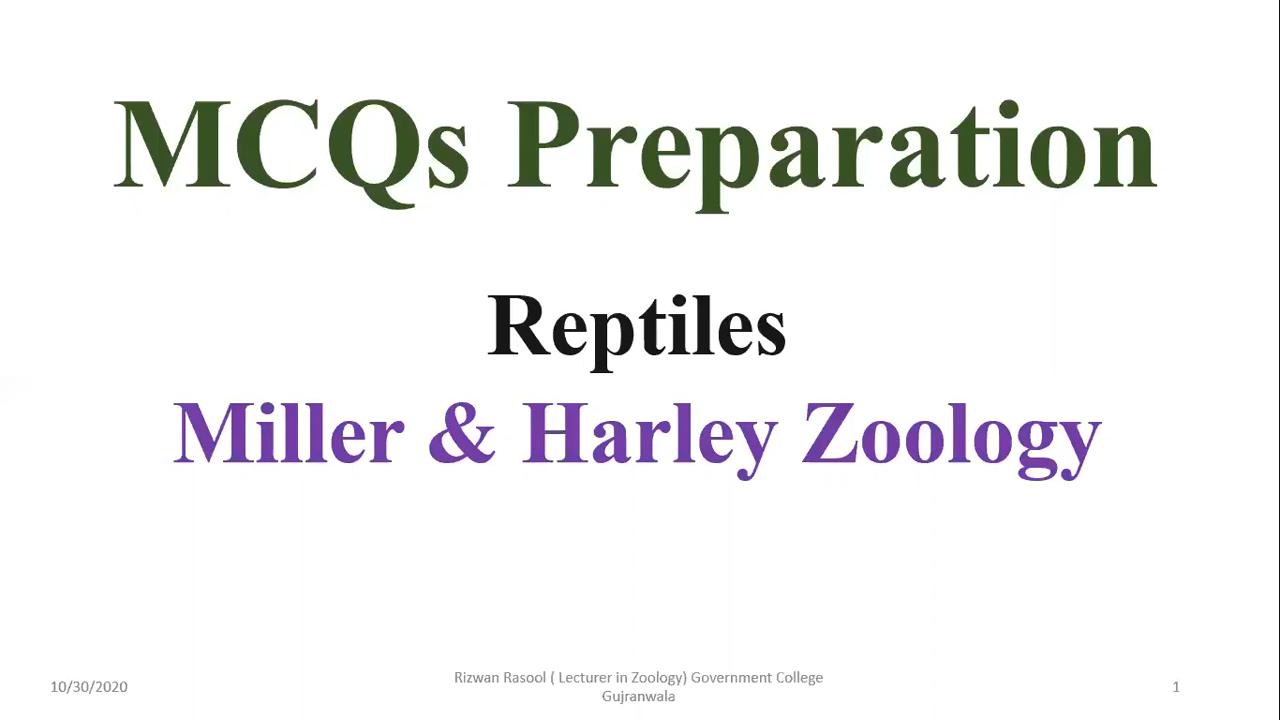 MCQs Preparation
Reptiles
Miller & Harley Zoology
10/30/2020
Rizwan Rasool ( Lecturer in Zoology) Government College
Gujranwala
1